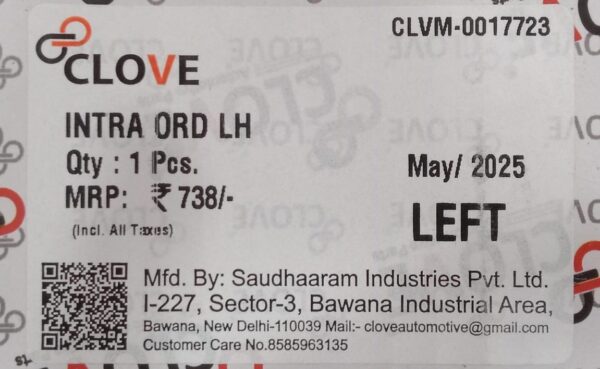 CLVM-0017723
CLOVE
INTRA ORD LH
Qty : 1 Pcs.
May/ 2025
MRP: ₹ 738/-
(Incl. All Taxes)
LEFT
Mfd. By: Saudhaaram Industries Pvt. Ltd.
I-227, Sector-3, Bawana Industrial Area,
Bawana, New Delhi-110039 Mail:- cloveautomotive@gmail.com
Customer Care No.8585963135